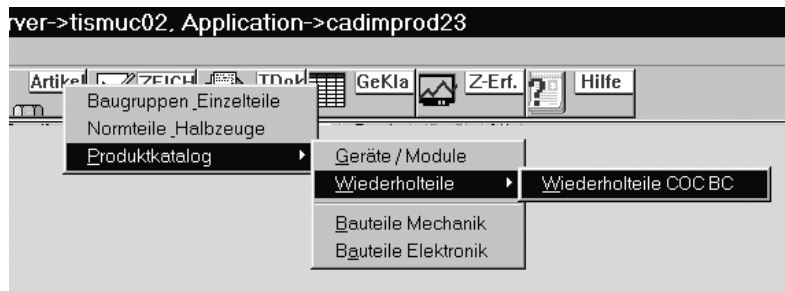 rver->tismuc02, Application->cadimprod23
Artikel ZEICH TDok GeKla Z-Erf. Hilfe
Baugruppen_Einzelteile
Normteile_Halbzeuge
Produktkatalog Geräte / Module
Wiederholteile Wiederholteile COC BC
Bauteile Mechanik
Bauteile Elektronik